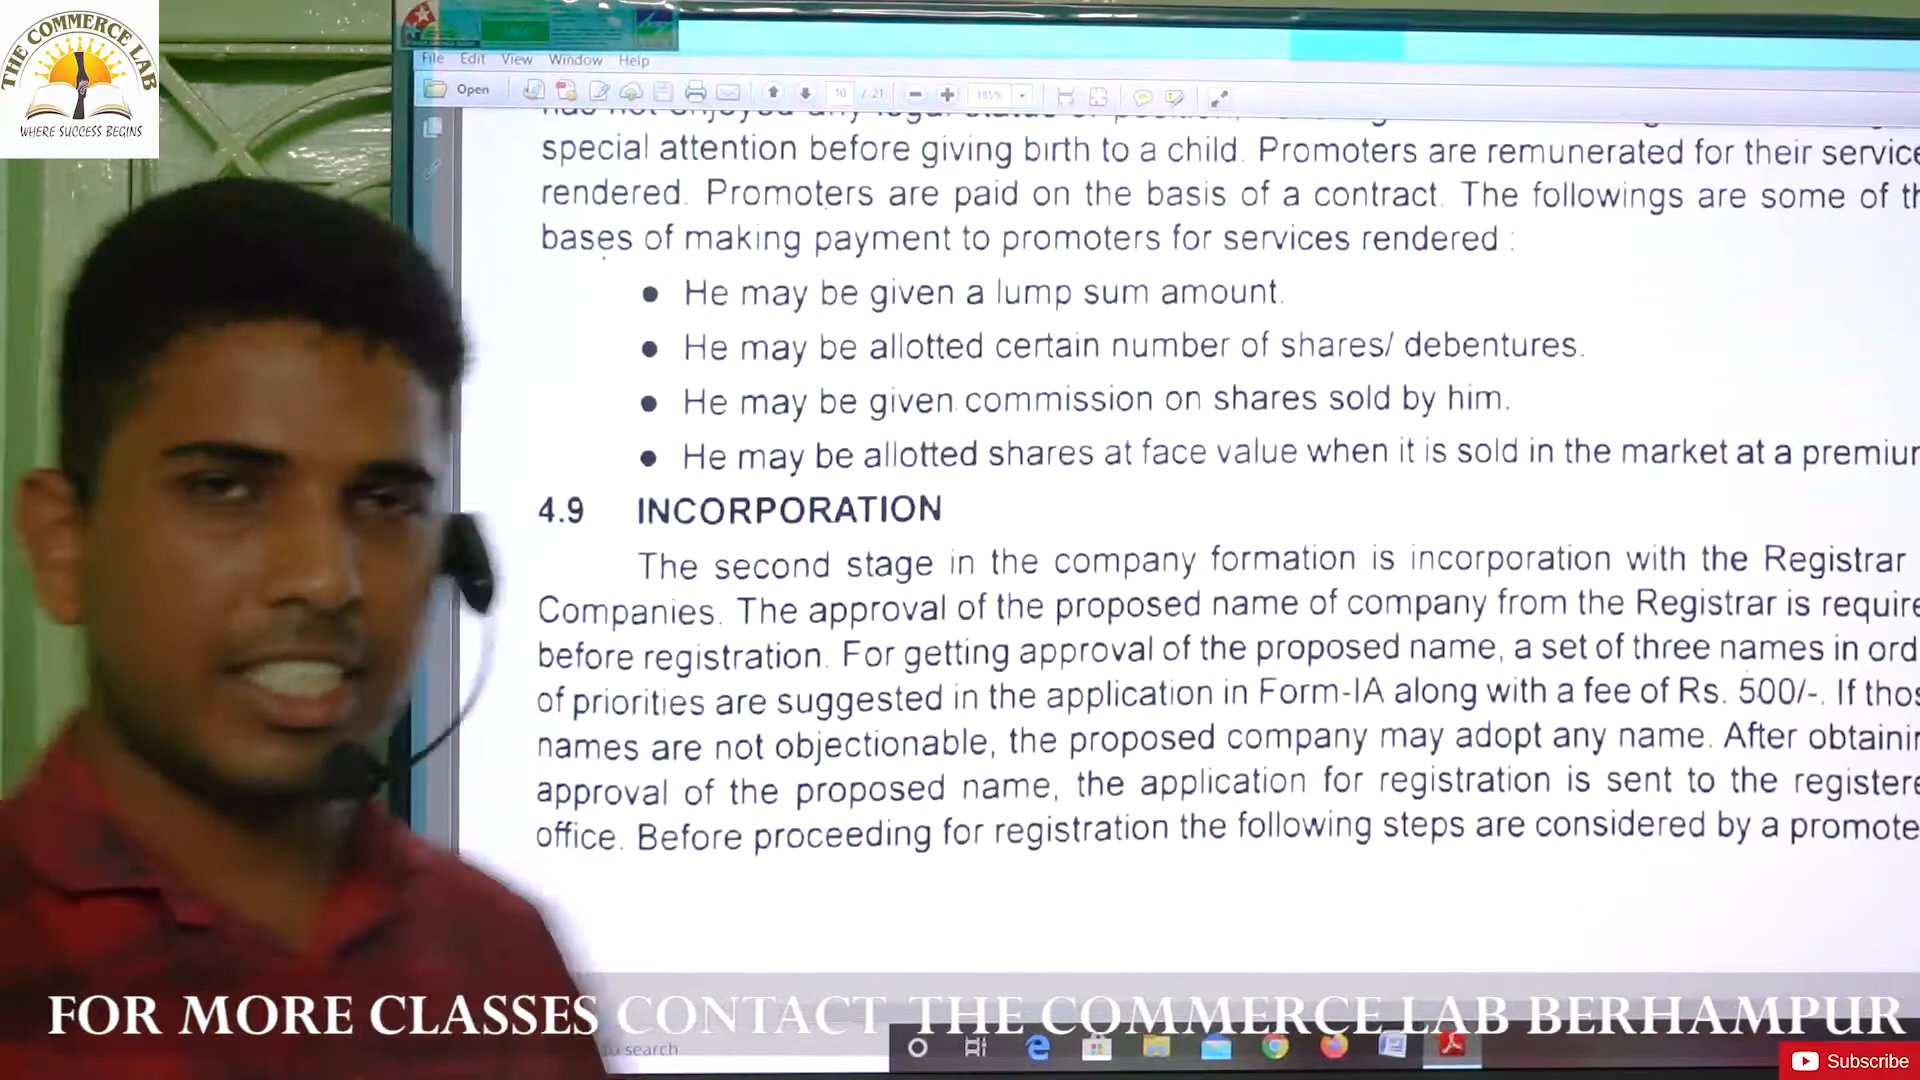 THE COMMERCE LAB
WHERE SUCCESS BEGINS
File Edit View Window Help
Open 10 / 21 185%
special attention before giving birth to a child. Promoters are remunerated for their
rendered. Promoters are paid on the basis of a contract. The followings are some of
bases of making payment to promoters for services rendered :
● He may be given a lump sum amount.
● He may be allotted certain number of shares/ debentures.
● He may be given commission on shares sold by him.
● He may be allotted shares at face value when it is sold in the market at a
4.9 INCORPORATION
The second stage in the company formation is incorporation with the Registrar
Companies. The approval of the proposed name of company from the Registrar is
before registration. For getting approval of the proposed name, a set of three names in
of priorities are suggested in the application in Form-IA along with a fee of Rs. 500/-. If
names are not objectionable, the proposed company may adopt any name. After
approval of the proposed name, the application for registration is sent to the
office. Before proceeding for registration the following steps are considered by a
FOR MORE CLASSES CONTACT THE COMMERCE LAB BERHAMPUR
search
Subscribe